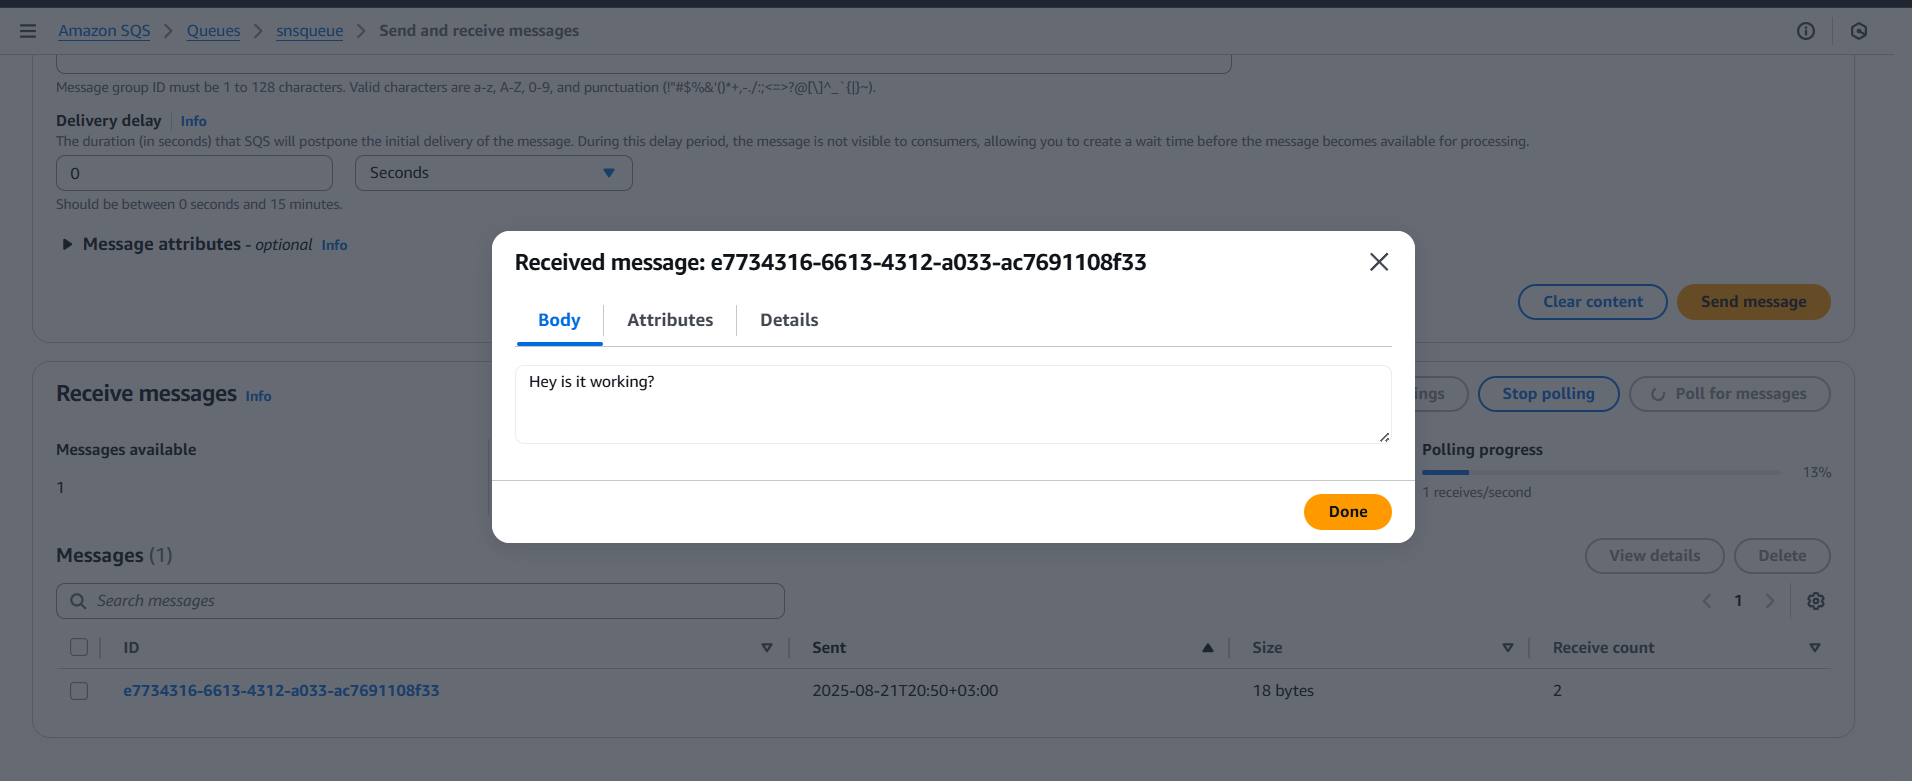 Amazon SQS > Queues > snsqueue > Send and receive messages
Message group ID must be 1 to 128 characters. Valid characters are a-z, A-Z, 0-9, and punctuation (!"#$%&'()*+,-./:;<=>?@[\]^_`{|}~).
Delivery delay Info
The duration (in seconds) that SQS will postpone the initial delivery of the message. During this delay period, the message is not visible to consumers, allowing you to create a wait time before the message becomes available for processing.
0 Seconds
Should be between 0 seconds and 15 minutes.
Message attributes - optional Info
Clear content Send message
Received message: e7734316-6613-4312-a033-ac7691108f33
Body Attributes Details
Hey is it working?
Done
Receive messages Info
Stop polling Poll for messages
Messages available
1
Polling progress
13%
1 receives/second
Messages (1)
View details Delete
Search messages
1
ID Sent Size Receive count
e7734316-6613-4312-a033-ac7691108f33 2025-08-21T20:50+03:00 18 bytes 2